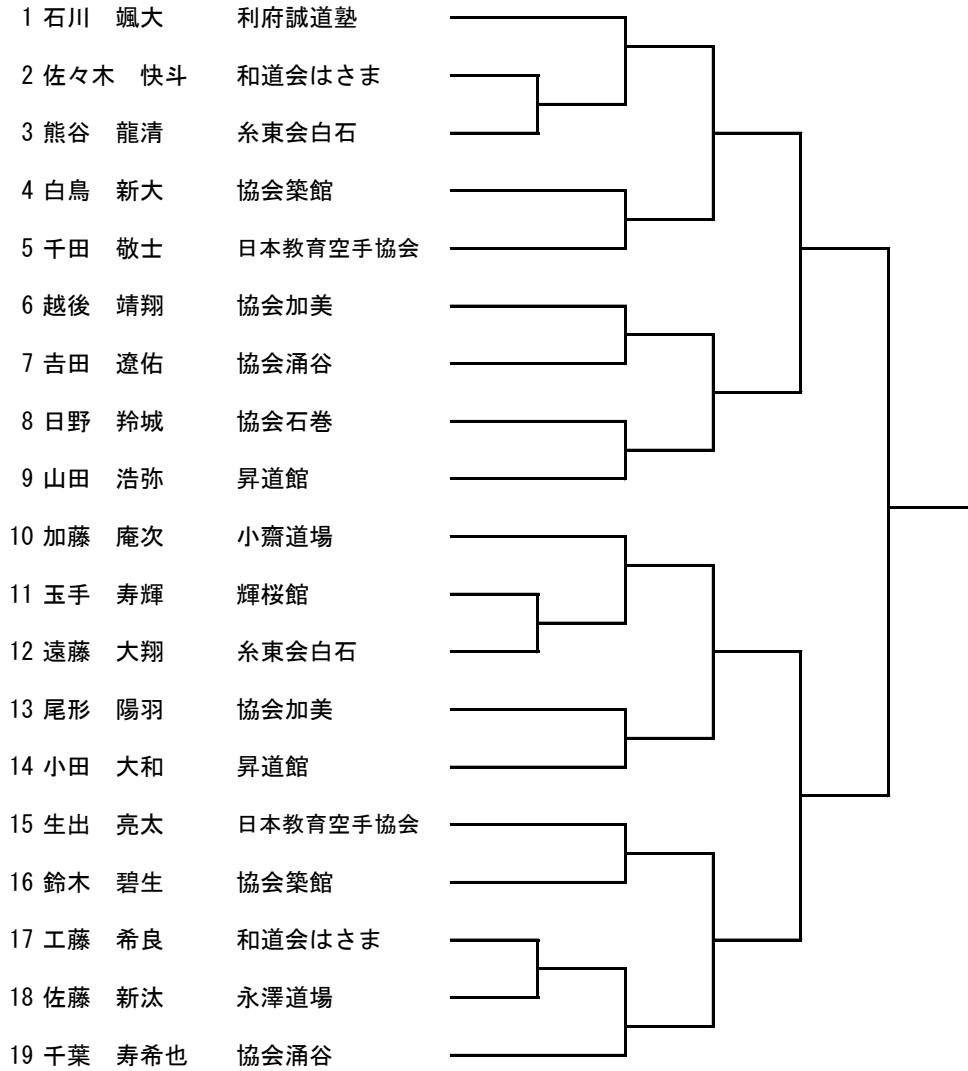 1 石川 颯大 利府誠道塾
2 佐々木 快斗 和道会はさま
3 熊谷 龍清 糸東会白石
4 白鳥 新大 協会築館
5 千田 敬士 日本教育空手協会
6 越後 靖翔 協会加美
7 𠮷田 遼佑 協会涌谷
8 日野 羚城 協会石巻
9 山田 浩弥 昇道館
10 加藤 庵次 小齋道場
11 玉手 寿輝 輝桜館
12 遠藤 大翔 糸東会白石
13 尾形 陽羽 協会加美
14 小田 大和 昇道館
15 生出 亮太 日本教育空手協会
16 鈴木 碧生 協会築館
17 工藤 希良 和道会はさま
18 佐藤 新汰 永澤道場
19 千葉 寿希也 協会涌谷